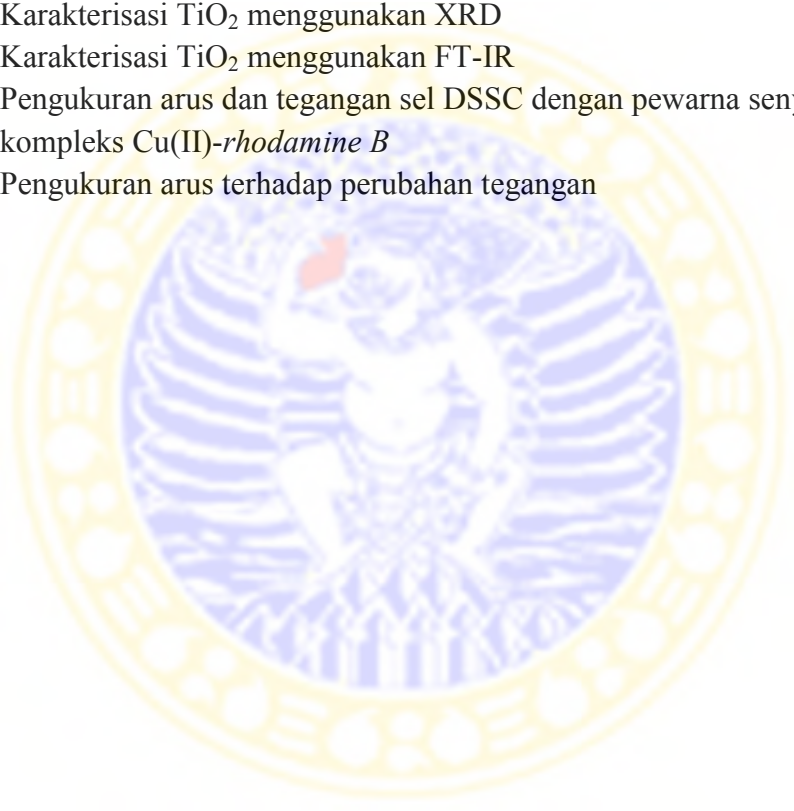 Karakterisasi TiO₂ menggunakan XRD
Karakterisasi TiO₂ menggunakan FT-IR
Pengukuran arus dan tegangan sel DSSC dengan pewarna
kompleks Cu(II)-rhodamine B
Pengukuran arus terhadap perubahan tegangan